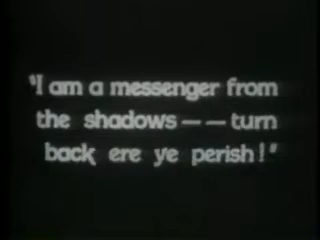 "I am a messenger from
the shadows — — turn
back ere ye perish!"